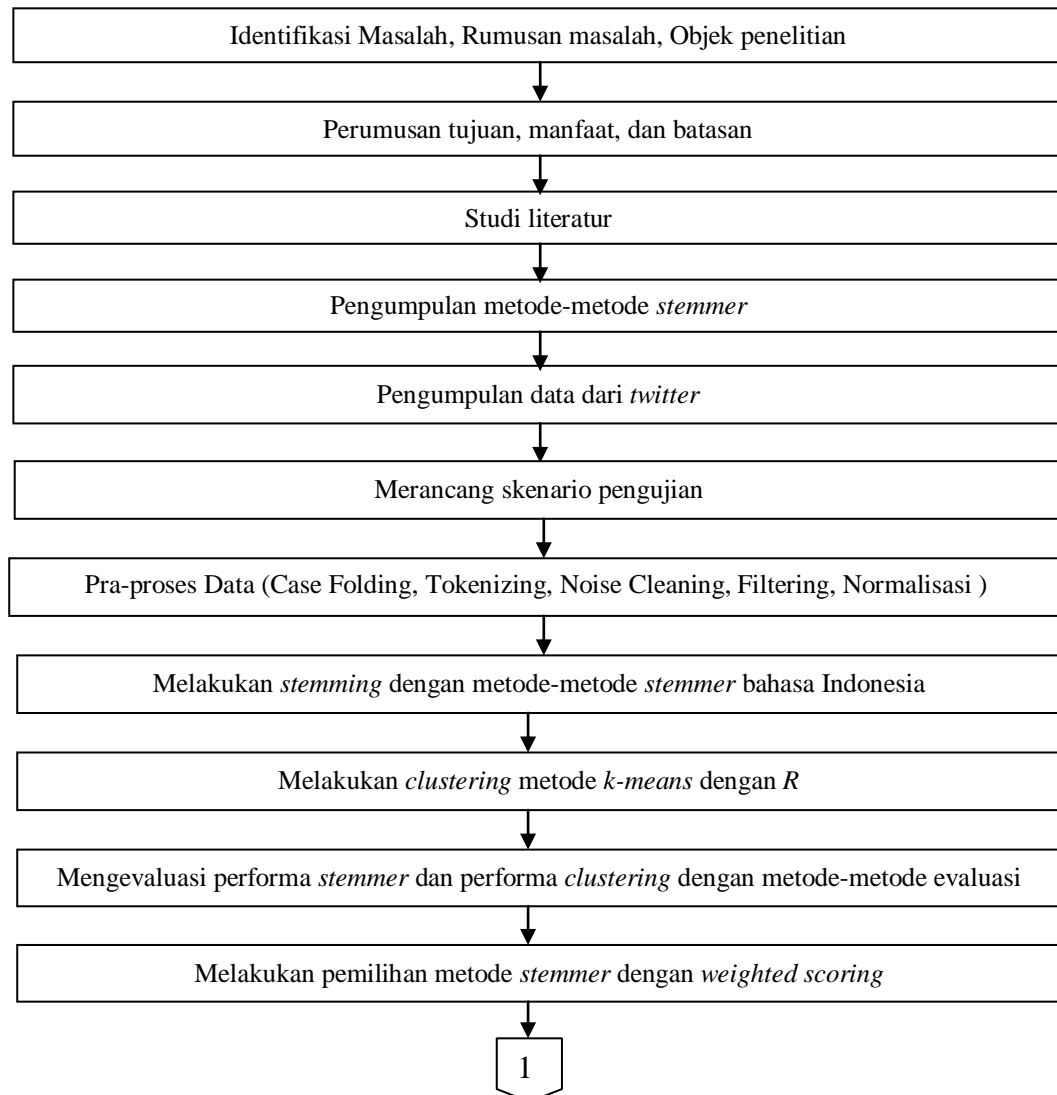 Identifikasi Masalah, Rumusan masalah, Objek penelitian
Perumusan tujuan, manfaat, dan batasan
Studi literatur
Pengumpulan metode-metode stemmer
Pengumpulan data dari twitter
Merancang skenario pengujian
Pra-proses Data (Case Folding, Tokenizing, Noise Cleaning, Filtering, Normalisasi )
Melakukan stemming dengan metode-metode stemmer bahasa Indonesia
Melakukan clustering metode k-means dengan R
Mengevaluasi performa stemmer dan performa clustering dengan metode-metode evaluasi
Melakukan pemilihan metode stemmer dengan weighted scoring
1